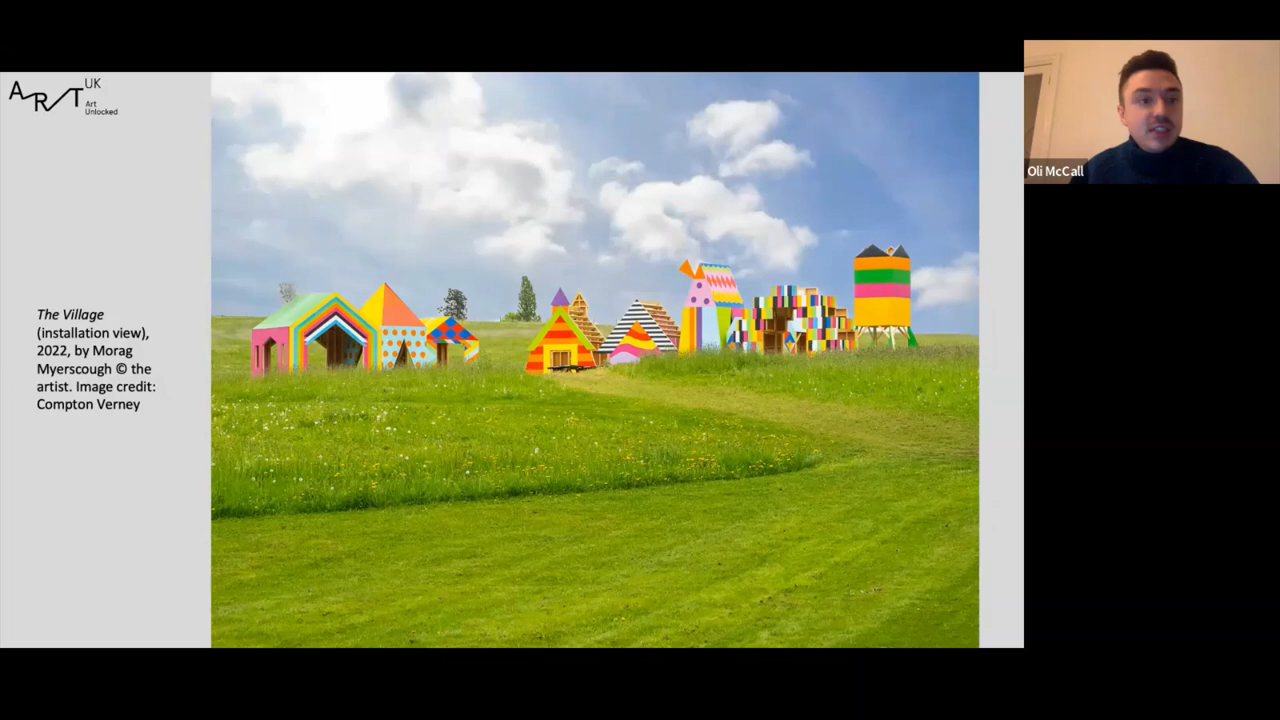 ART UK
Art
Unlocked
The Village
(installation view),
2022, by Morag
Myerscough © the
artist. Image credit:
Compton Verney
Oli McCall